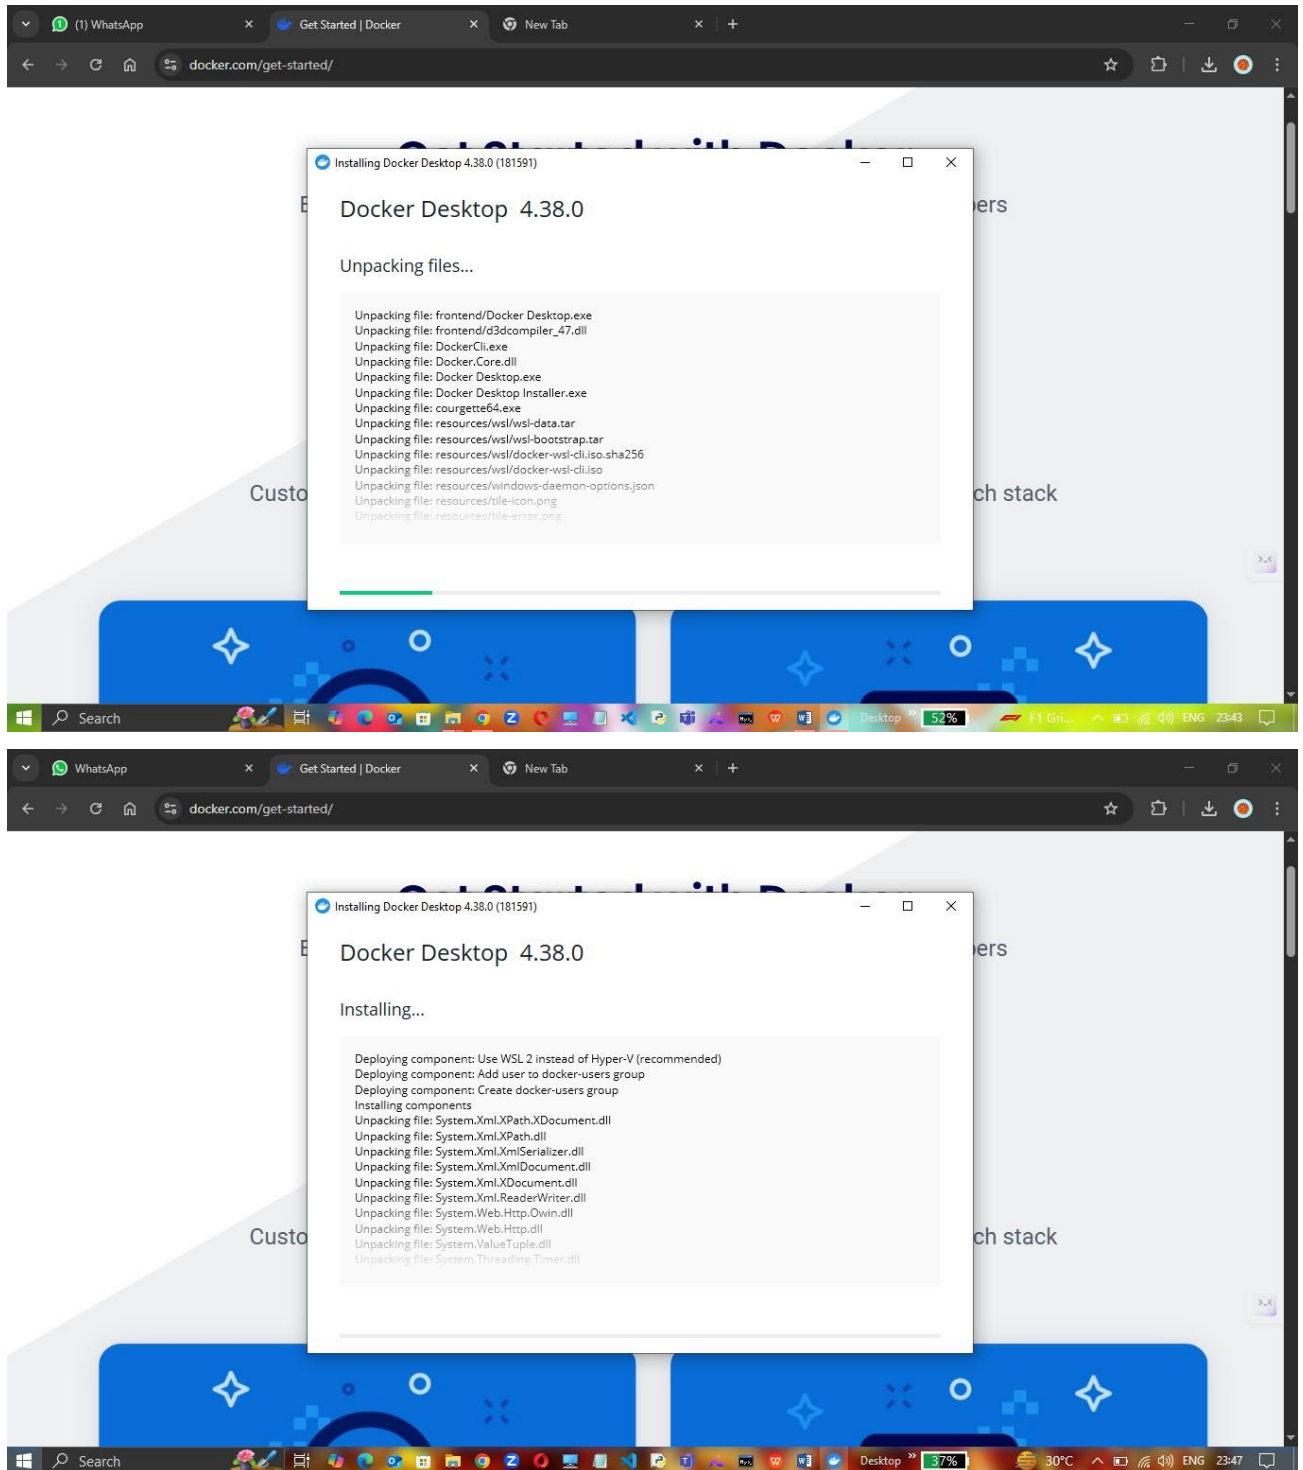 (1) WhatsApp
Get Started | Docker
New Tab
docker.com/get-started/
Installing Docker Desktop 4.38.0 (181591)
Docker Desktop 4.38.0
ers
Unpacking files...
Unpacking file: frontend/Docker Desktop.exe
Unpacking file: frontend/d3dcompiler_47.dll
Unpacking file: DockerCli.exe
Unpacking file: Docker.Core.dll
Unpacking file: Docker Desktop.exe
Unpacking file: Docker Desktop Installer.exe
Unpacking file: courgette64.exe
Unpacking file: resources/wsl/wsl-data.tar
Unpacking file: resources/wsl/wsl-bootstrap.tar
Unpacking file: resources/wsl/docker-wsl-cli.iso.sha256
Unpacking file: resources/wsl/docker-wsl-cli.iso
Unpacking file: resources/windows-daemon-options.json
Unpacking file: resources/tile-icon.png
Unpacking file: resources/tile-error.png
Custo
ch stack
Search
Desktop
52%
F1 Gri...
ENG
23:43
WhatsApp
Get Started | Docker
New Tab
docker.com/get-started/
Installing Docker Desktop 4.38.0 (181591)
Docker Desktop 4.38.0
ers
Installing...
Deploying component: Use WSL 2 instead of Hyper-V (recommended)
Deploying component: Add user to docker-users group
Deploying component: Create docker-users group
Installing components
Unpacking file: System.Xml.XPath.XDocument.dll
Unpacking file: System.Xml.XPath.dll
Unpacking file: System.Xml.XmlSerializer.dll
Unpacking file: System.Xml.XmlDocument.dll
Unpacking file: System.Xml.XDocument.dll
Unpacking file: System.Xml.ReaderWriter.dll
Unpacking file: System.Web.Http.Owin.dll
Unpacking file: System.Web.Http.dll
Unpacking file: System.ValueTuple.dll
Unpacking file: System.Threading.Timer.dll
Custo
ch stack
Search
Desktop
37%
30°C
ENG
23:47